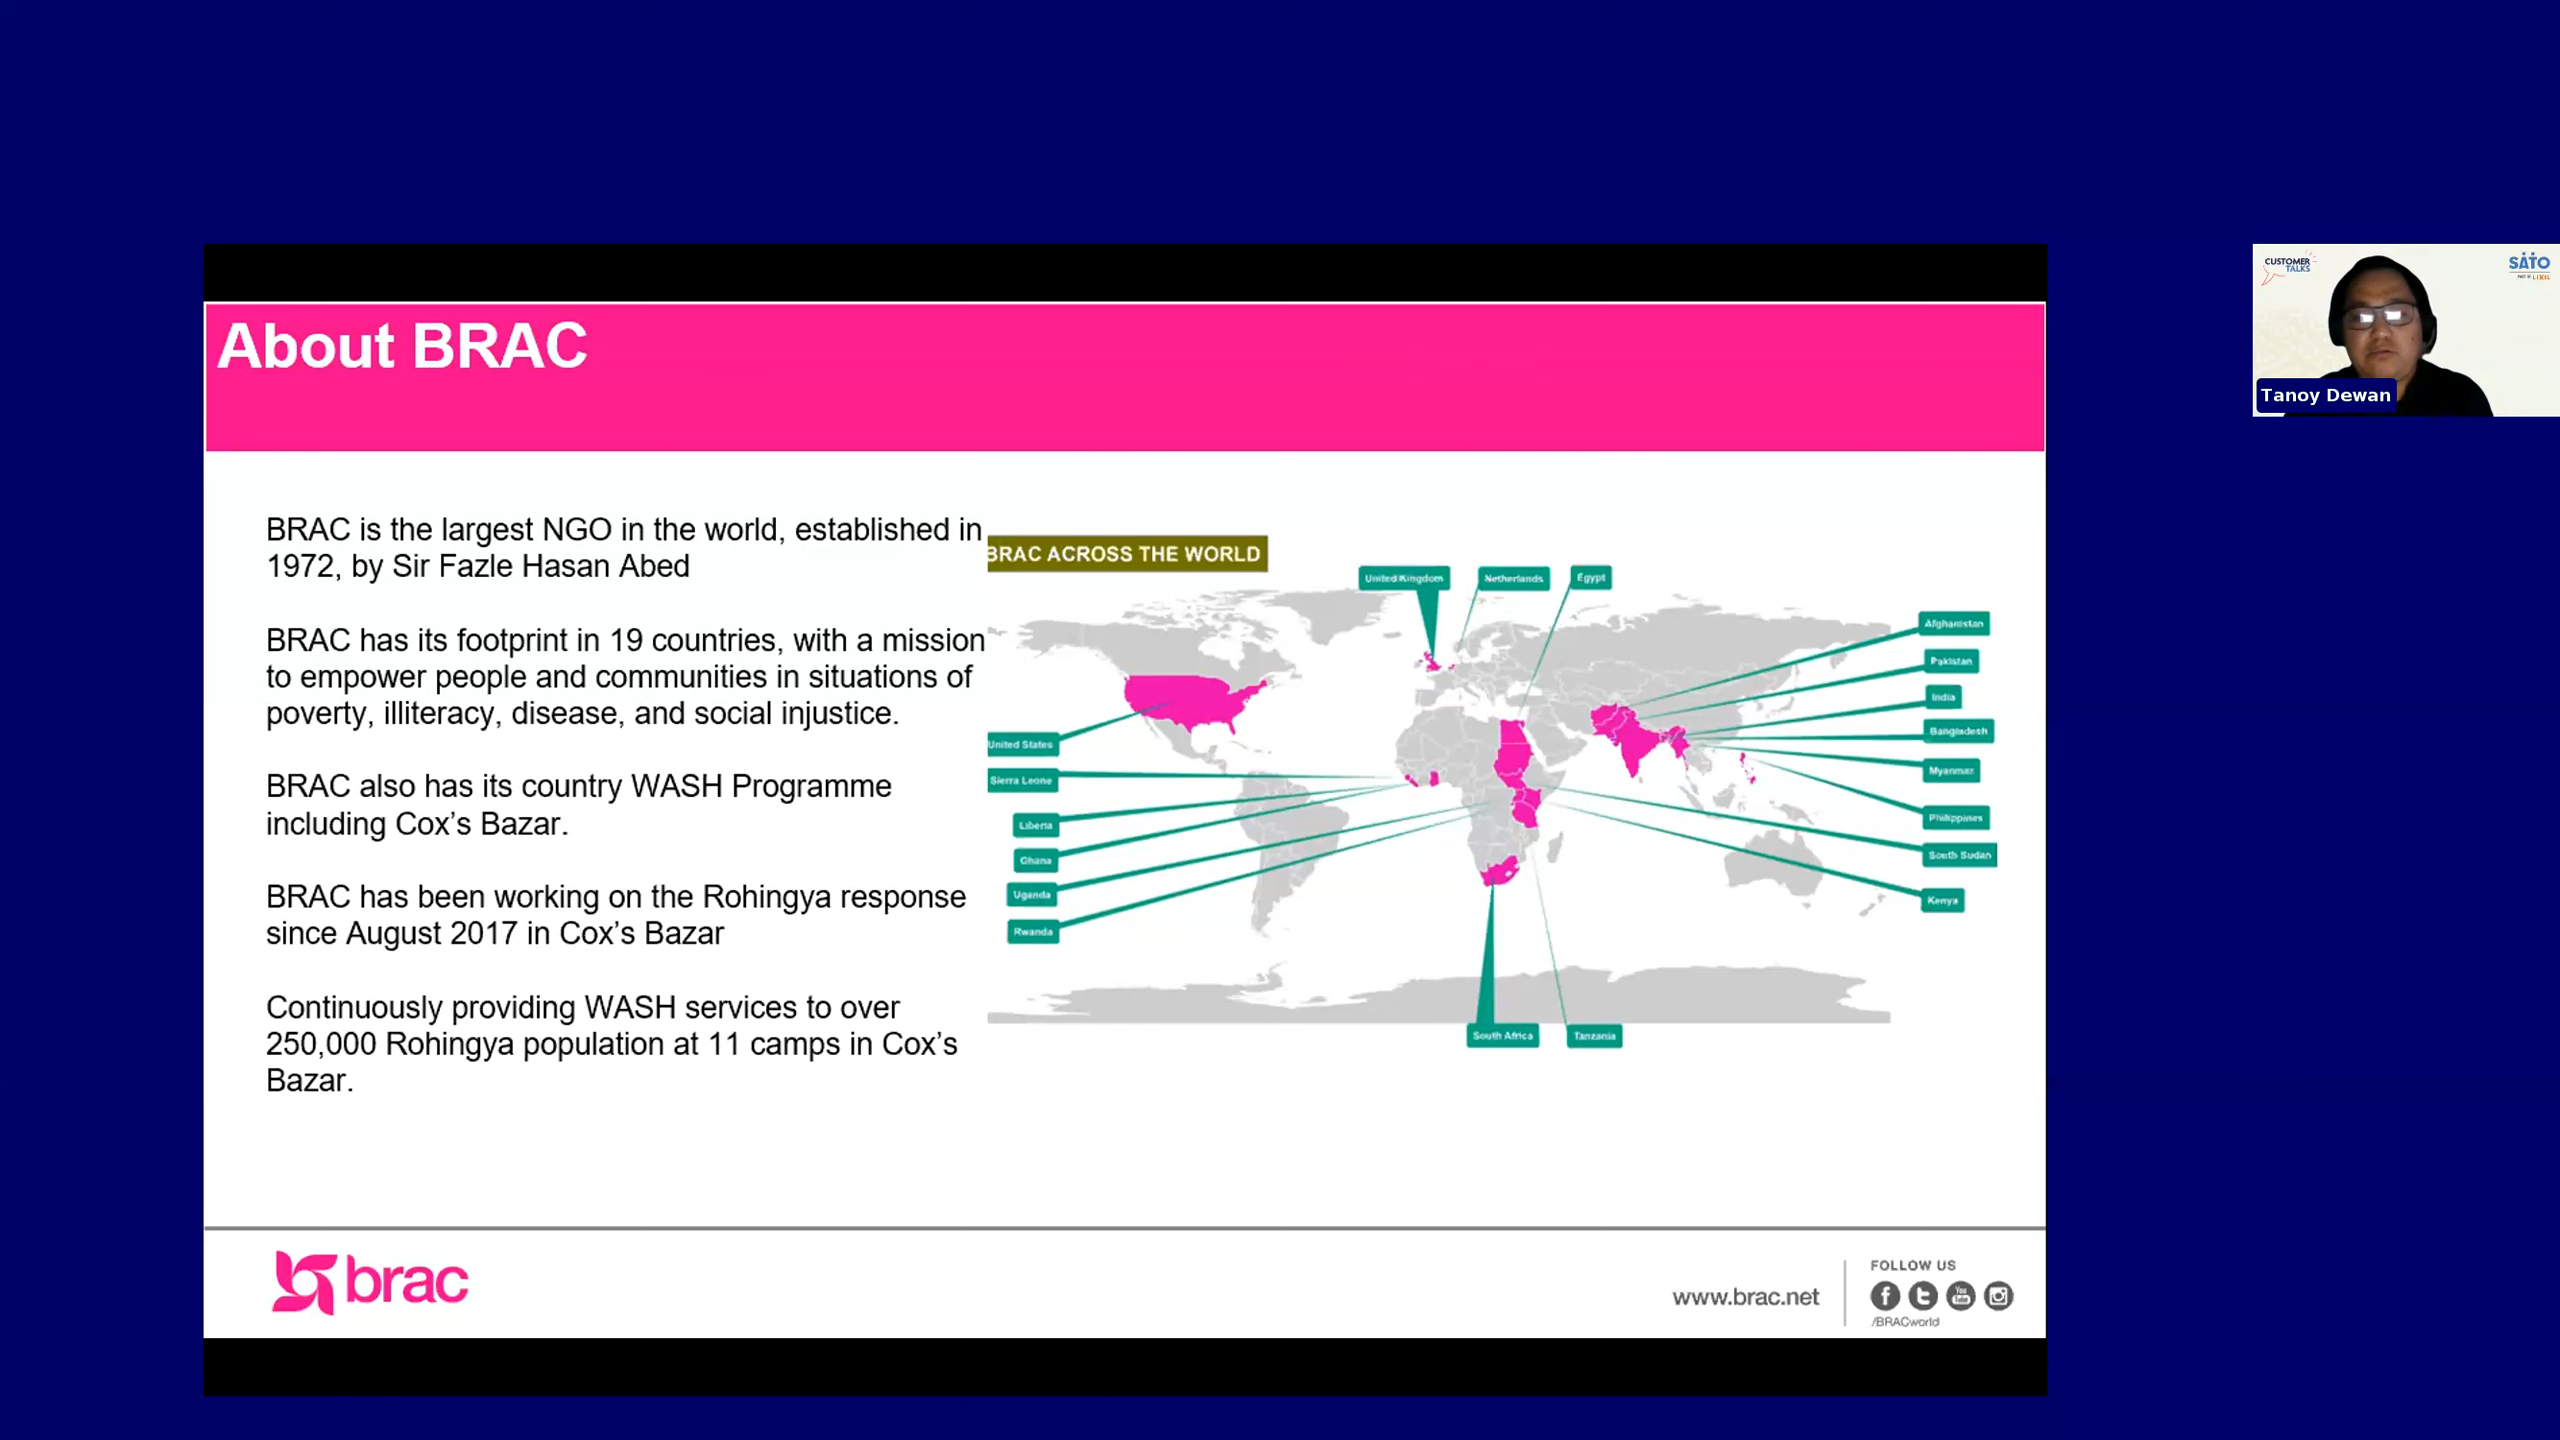 About BRAC
BRAC is the largest NGO in the world, established in
1972, by Sir Fazle Hasan Abed
BRAC has its footprint in 19 countries, with a mission
to empower people and communities in situations of
poverty, illiteracy, disease, and social injustice.
BRAC also has its country WASH Programme
including Cox’s Bazar.
BRAC has been working on the Rohingya response
since August 2017 in Cox’s Bazar
Continuously providing WASH services to over
250,000 Rohingya population at 11 camps in Cox’s
Bazar.
BRAC ACROSS THE WORLD
United Kingdom
Netherlands
Egypt
Afghanistan
Pakistan
India
Bangladesh
Myanmar
Philippines
South Sudan
Kenya
United States
Sierra Leone
Liberia
Ghana
Uganda
Rwanda
South Africa
Tanzania
brac
www.brac.net
FOLLOW US
You
Tube
/BRACworld
CUSTOMER
TALKS
SATO
PART OF LIXIL
Tanoy Dewan